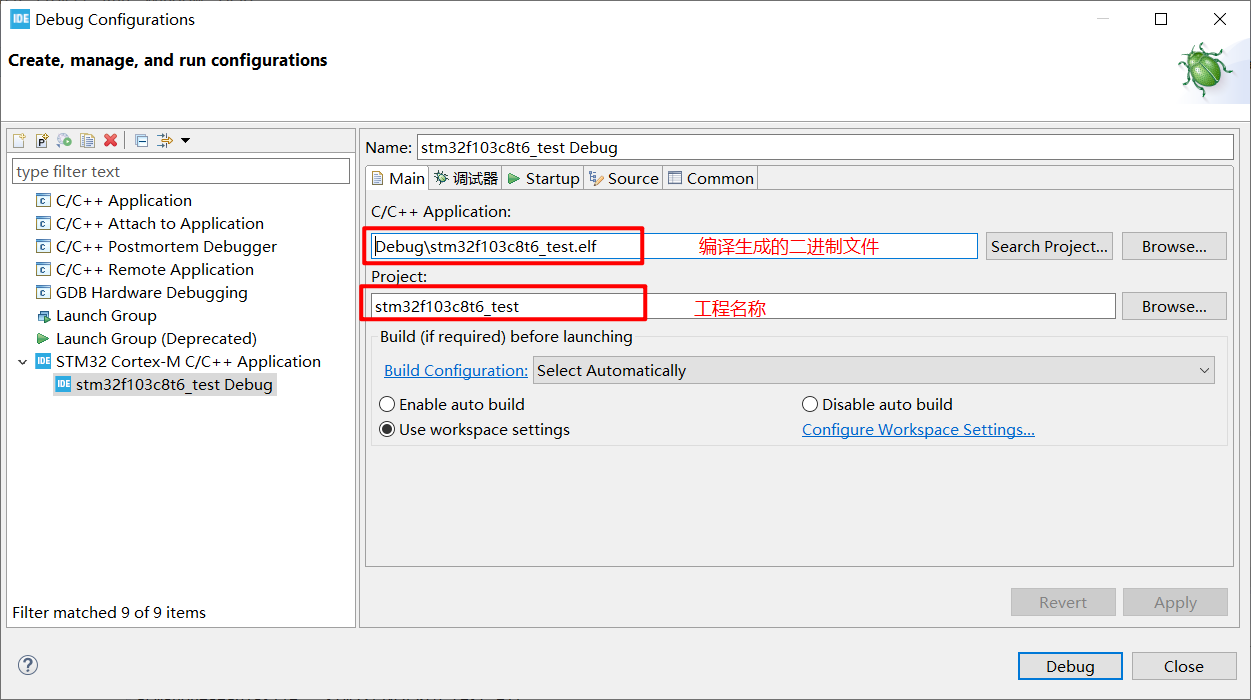 IDE Debug Configurations
Create, manage, and run configurations
type filter text
C/C++ Application
C/C++ Attach to Application
C/C++ Postmortem Debugger
C/C++ Remote Application
GDB Hardware Debugging
Launch Group
Launch Group (Deprecated)
IDE STM32 Cortex-M C/C++ Application
IDE stm32f103c8t6_test Debug
Filter matched 9 of 9 items
Name: stm32f103c8t6_test Debug
Main 调试器 Startup Source Common
C/C++ Application:
Debug\stm32f103c8t6_test.elf 编译生成的二进制文件 Search Project... Browse...
Project:
stm32f103c8t6_test 工程名称 Browse...
Build (if required) before launching
Build Configuration: Select Automatically
Enable auto build Disable auto build
Use workspace settings Configure Workspace Settings...
Revert Apply
Debug Close